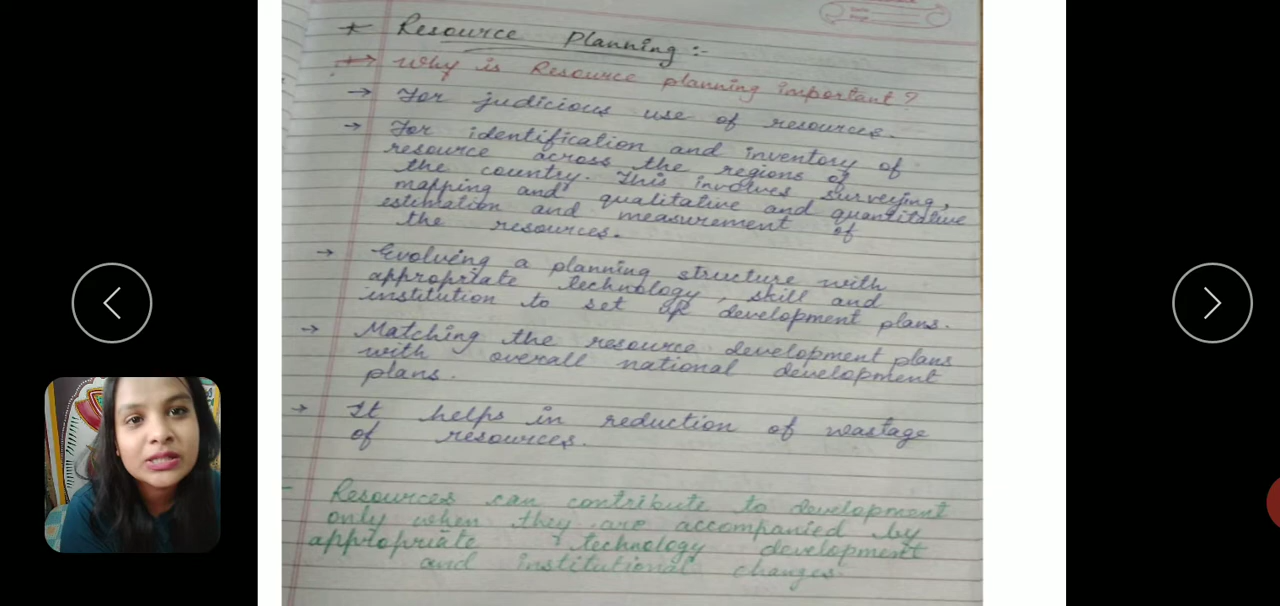 * Resource Planning :-
→ Why is Resource planning important?
→ For judicious use of resources.
→ For identification and inventory of
resource across the regions of
the country. This involves surveying,
mapping and qualitative and quantitative
estimation and measurement of
the resources.
→ Evolving a planning structure with
appropriate technology, skill and
institution to set up development plans.
→ Matching the resource development plans
with overall national development
plans.
→ It helps in reduction of wastage
of resources.
- Resources can contribute to development
only when they are accompanied by
appropriate technology development
and institutional changes.